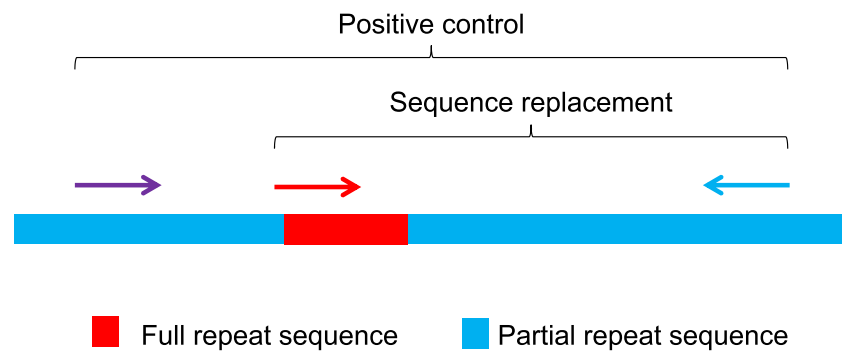 Positive control
Sequence replacement
Full repeat sequence
Partial repeat sequence